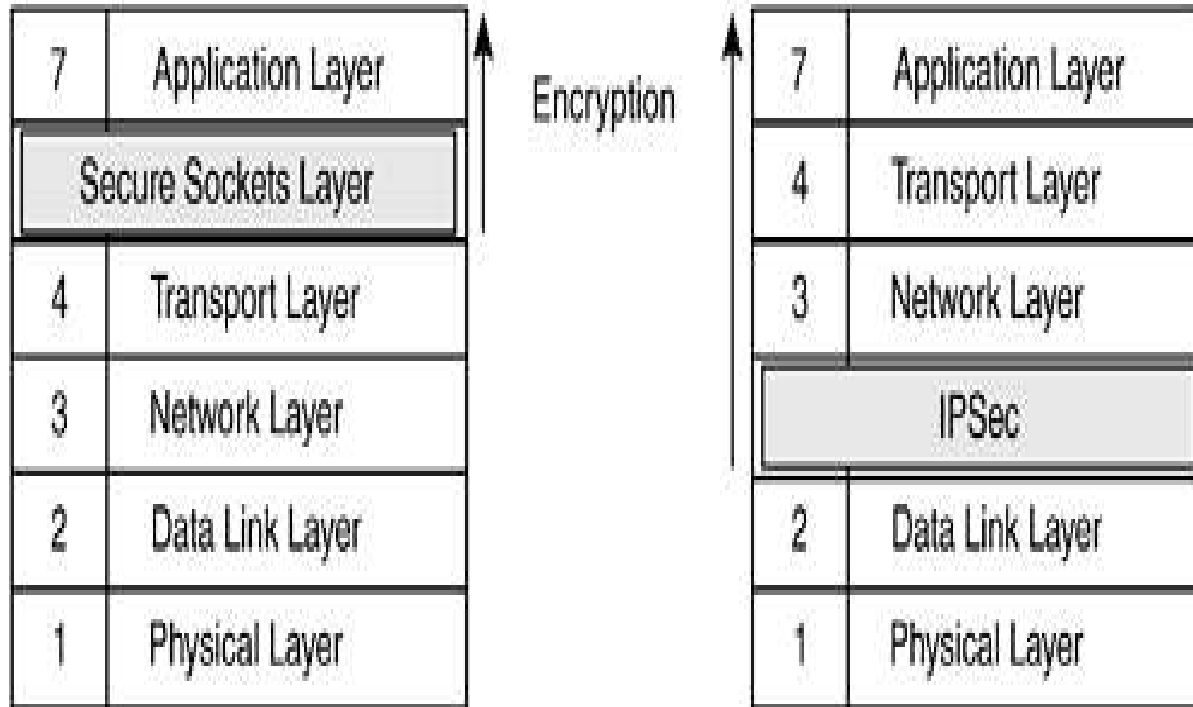 7 Application Layer
Secure Sockets Layer
4 Transport Layer
3 Network Layer
2 Data Link Layer
1 Physical Layer
Encryption
7 Application Layer
4 Transport Layer
3 Network Layer
IPSec
2 Data Link Layer
1 Physical Layer